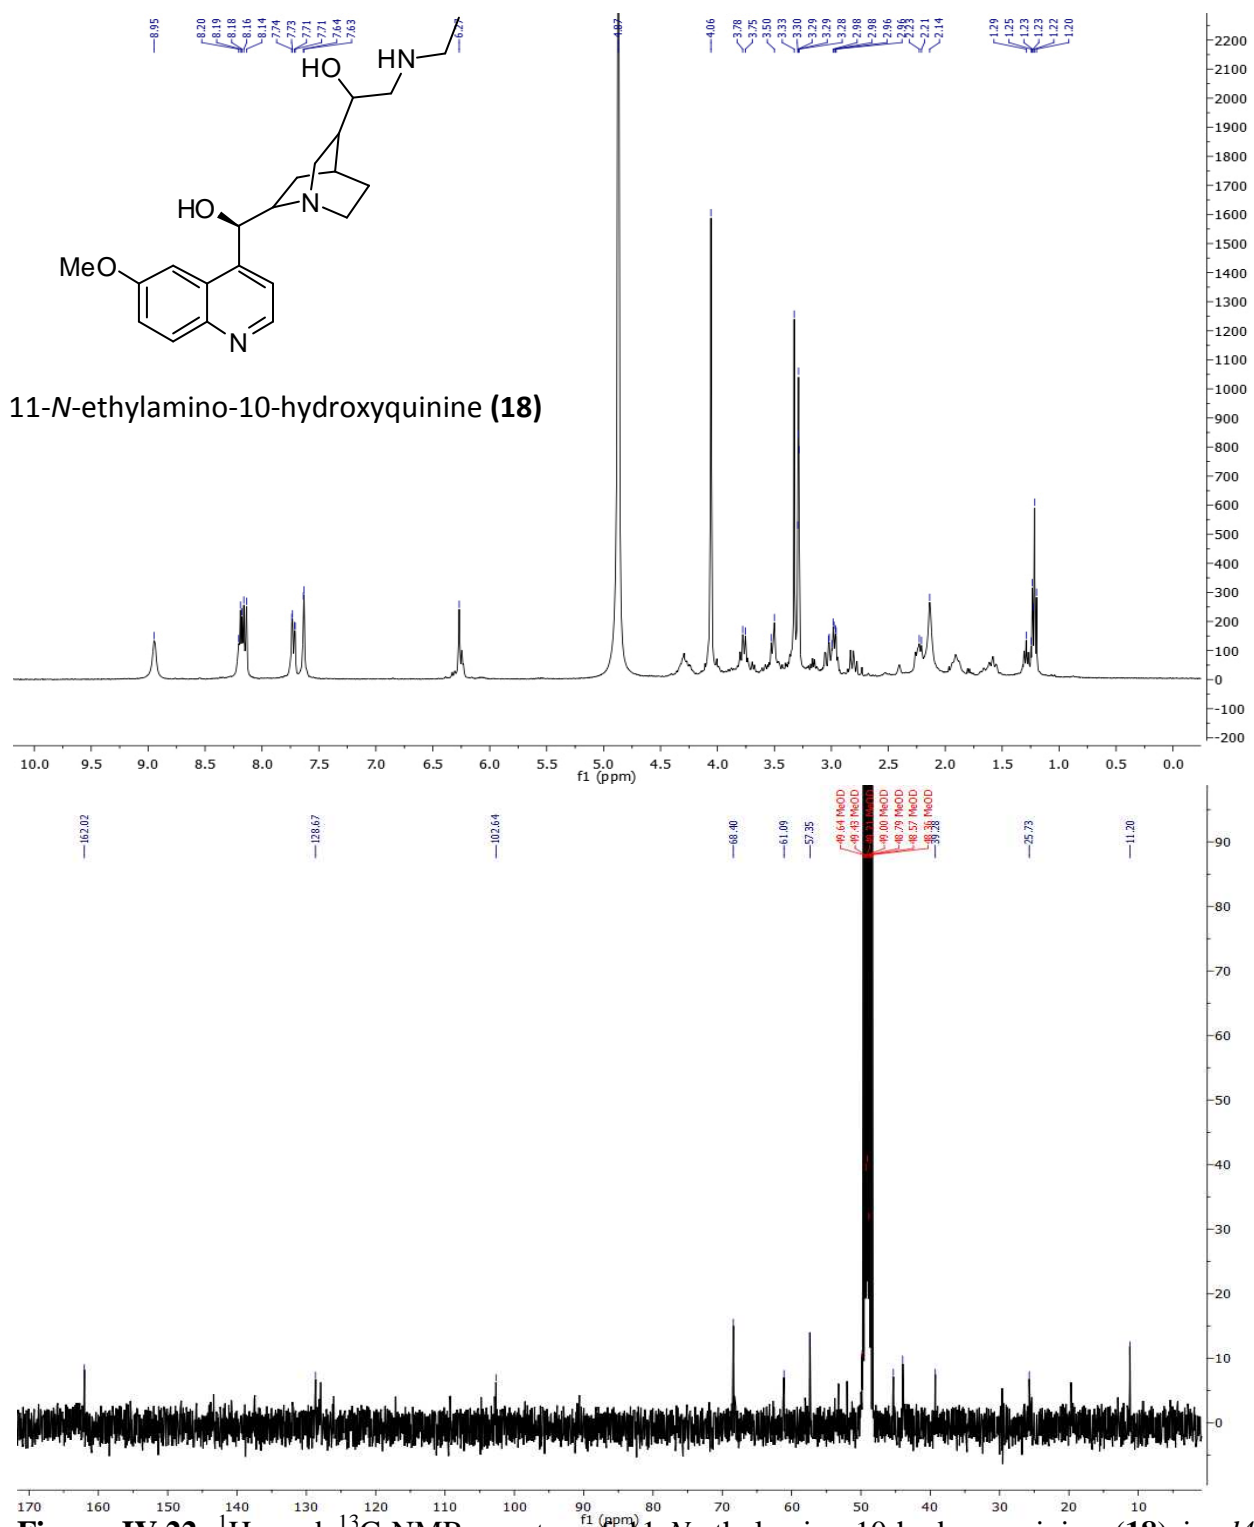 8.95 8.20 8.19 8.18 8.16 8.14 7.74 7.73 7.71 7.71 7.64 7.63 6.27 4.87 4.06 3.78 3.75 3.50 3.33 3.30 3.29 3.29 3.28 2.98 2.98 2.96 2.96 2.23 2.21 2.14 1.29 1.25 1.23 1.23 1.22 1.20
HN
HO
N
HO
MeO
N
11-N-ethylamino-10-hydroxyquinine (18)
2200
2100
2000
1900
1800
1700
1600
1500
1400
1300
1200
1100
1000
900
800
700
600
500
400
300
200
100
0
-100
-200
10.0 9.5 9.0 8.5 8.0 7.5 7.0 6.5 6.0 5.5 5.0 4.5 4.0 3.5 3.0 2.5 2.0 1.5 1.0 0.5 0.0
f1 (ppm)
162.02 128.67 102.64 68.40 61.09 57.35 49.64 MeOD 49.43 MeOD 49.21 MeOD 49.00 MeOD 48.79 MeOD 48.57 MeOD 48.36 MeOD 39.28 25.73 11.20
90
80
70
60
50
40
30
20
10
0
170 160 150 140 130 120 110 100 90 80 70 60 50 40 30 20 10
f1 (ppm)
Figure IV-22. 1H and 13C NMR spectra of 11-N-ethylamino-10-hydroxyquinine (18) in d4